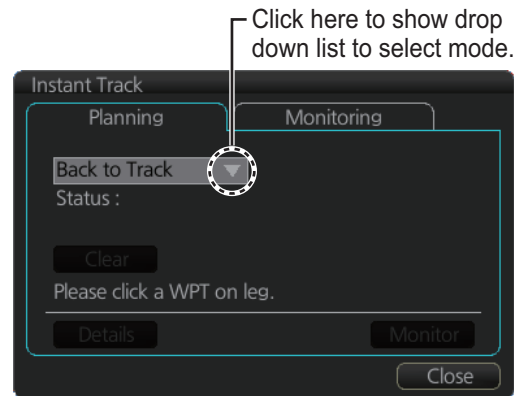 Click here to show drop
down list to select mode.
Instant Track
Planning
Monitoring
Back to Track
Status :
Clear
Please click a WPT on leg.
Details
Monitor
Close